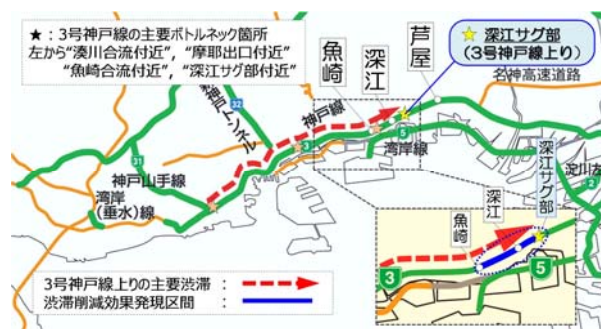 ★:3号神戸線の主要ボトルネック箇所
左から“湊川合流付近”,“摩耶出口付近”
“魚崎合流付近”,“深江サグ部付近”
深江サグ部
(3号神戸線上り)
芦屋
深江
魚崎
名神高速道路
神戸トンネル
32
神戸線
3
5
湾岸線
31
神戸山手線
湾岸
(垂水)線
淀川左
2
深江サグ部
深江
魚崎
3
5
3号神戸線上りの主要渋滞 :
渋滞削減効果発現区間 :